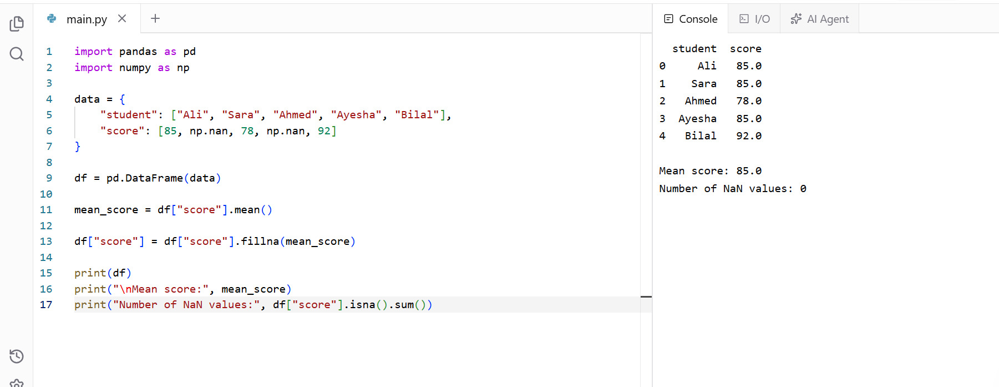 main.py
1 import pandas as pd
2 import numpy as np
3
4 data = {
5     "student": ["Ali", "Sara", "Ahmed", "Ayesha", "Bilal"],
6     "score": [85, np.nan, 78, np.nan, 92]
7 }
8
9 df = pd.DataFrame(data)
10
11 mean_score = df["score"].mean()
12
13 df["score"] = df["score"].fillna(mean_score)
14
15 print(df)
16 print("\nMean score:", mean_score)
17 print("Number of NaN values:", df["score"].isna().sum())
Console I/O AI Agent
  student  score
0     Ali   85.0
1    Sara   85.0
2   Ahmed   78.0
3  Ayesha   85.0
4   Bilal   92.0

Mean score: 85.0
Number of NaN values: 0